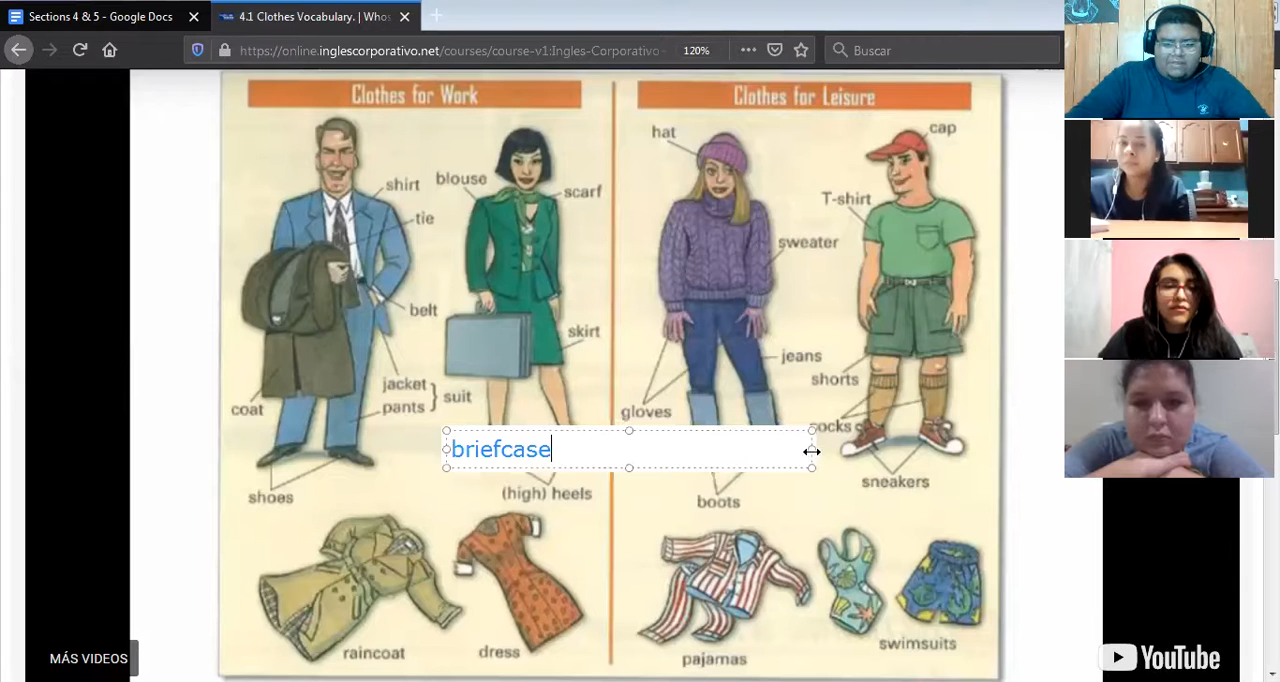 Sections 4 & 5 - Google Docs
4.1 Clothes Vocabulary. | Whos
https://online.inglescorporativo.net/courses/course-v1:Ingles-Corporativo
120%
Buscar
Clothes for Work
Clothes for Leisure
hat
cap
shirt
blouse
scarf
T-shirt
tie
sweater
belt
skirt
jeans
jacket
pants
suit
shorts
coat
gloves
socks
briefcase
shoes
(high) heels
boots
sneakers
raincoat
dress
pajamas
swimsuits
MÁS VIDEOS
YouTube